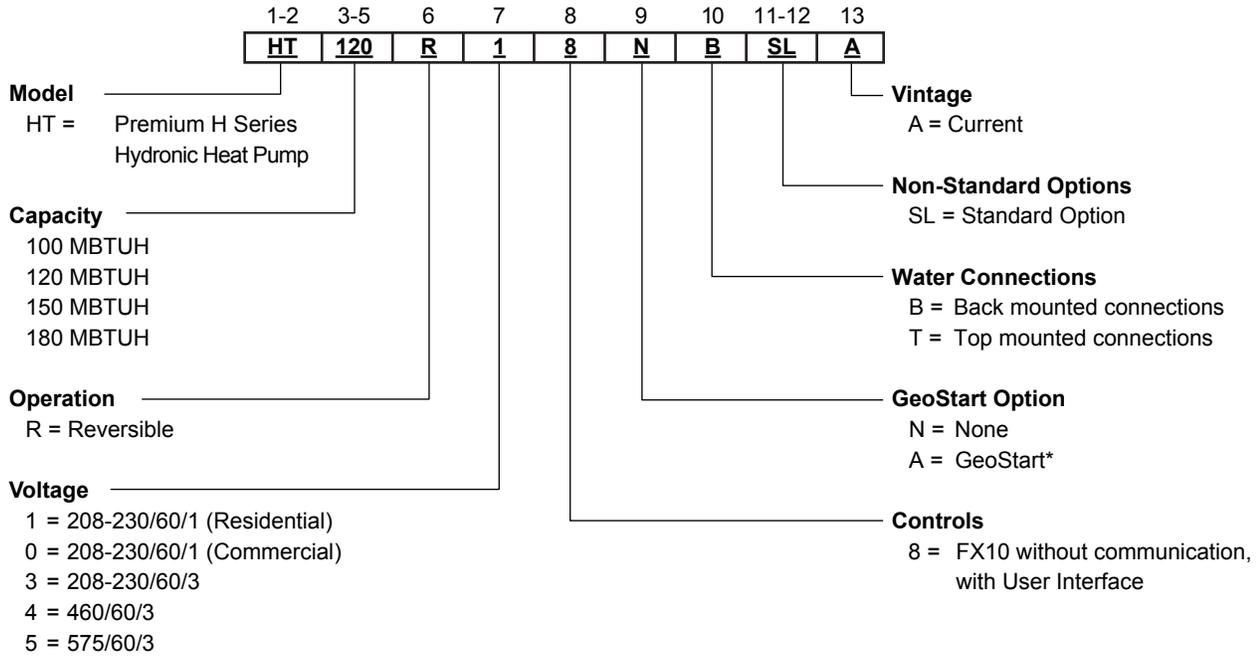 1-2 3-5 6 7 8 9 10 11-12 13
HT 120 R 1 8 N B SL A
Model
HT = Premium H Series
Hydronic Heat Pump
Capacity
100 MBTUH
120 MBTUH
150 MBTUH
180 MBTUH
Operation
R = Reversible
Voltage
1 = 208-230/60/1 (Residential)
0 = 208-230/60/1 (Commercial)
3 = 208-230/60/3
4 = 460/60/3
5 = 575/60/3
Vintage
A = Current
Non-Standard Options
SL = Standard Option
Water Connections
B = Back mounted connections
T = Top mounted connections
GeoStart Option
N = None
A = GeoStart*
Controls
8 = FX10 without communication,
with User Interface